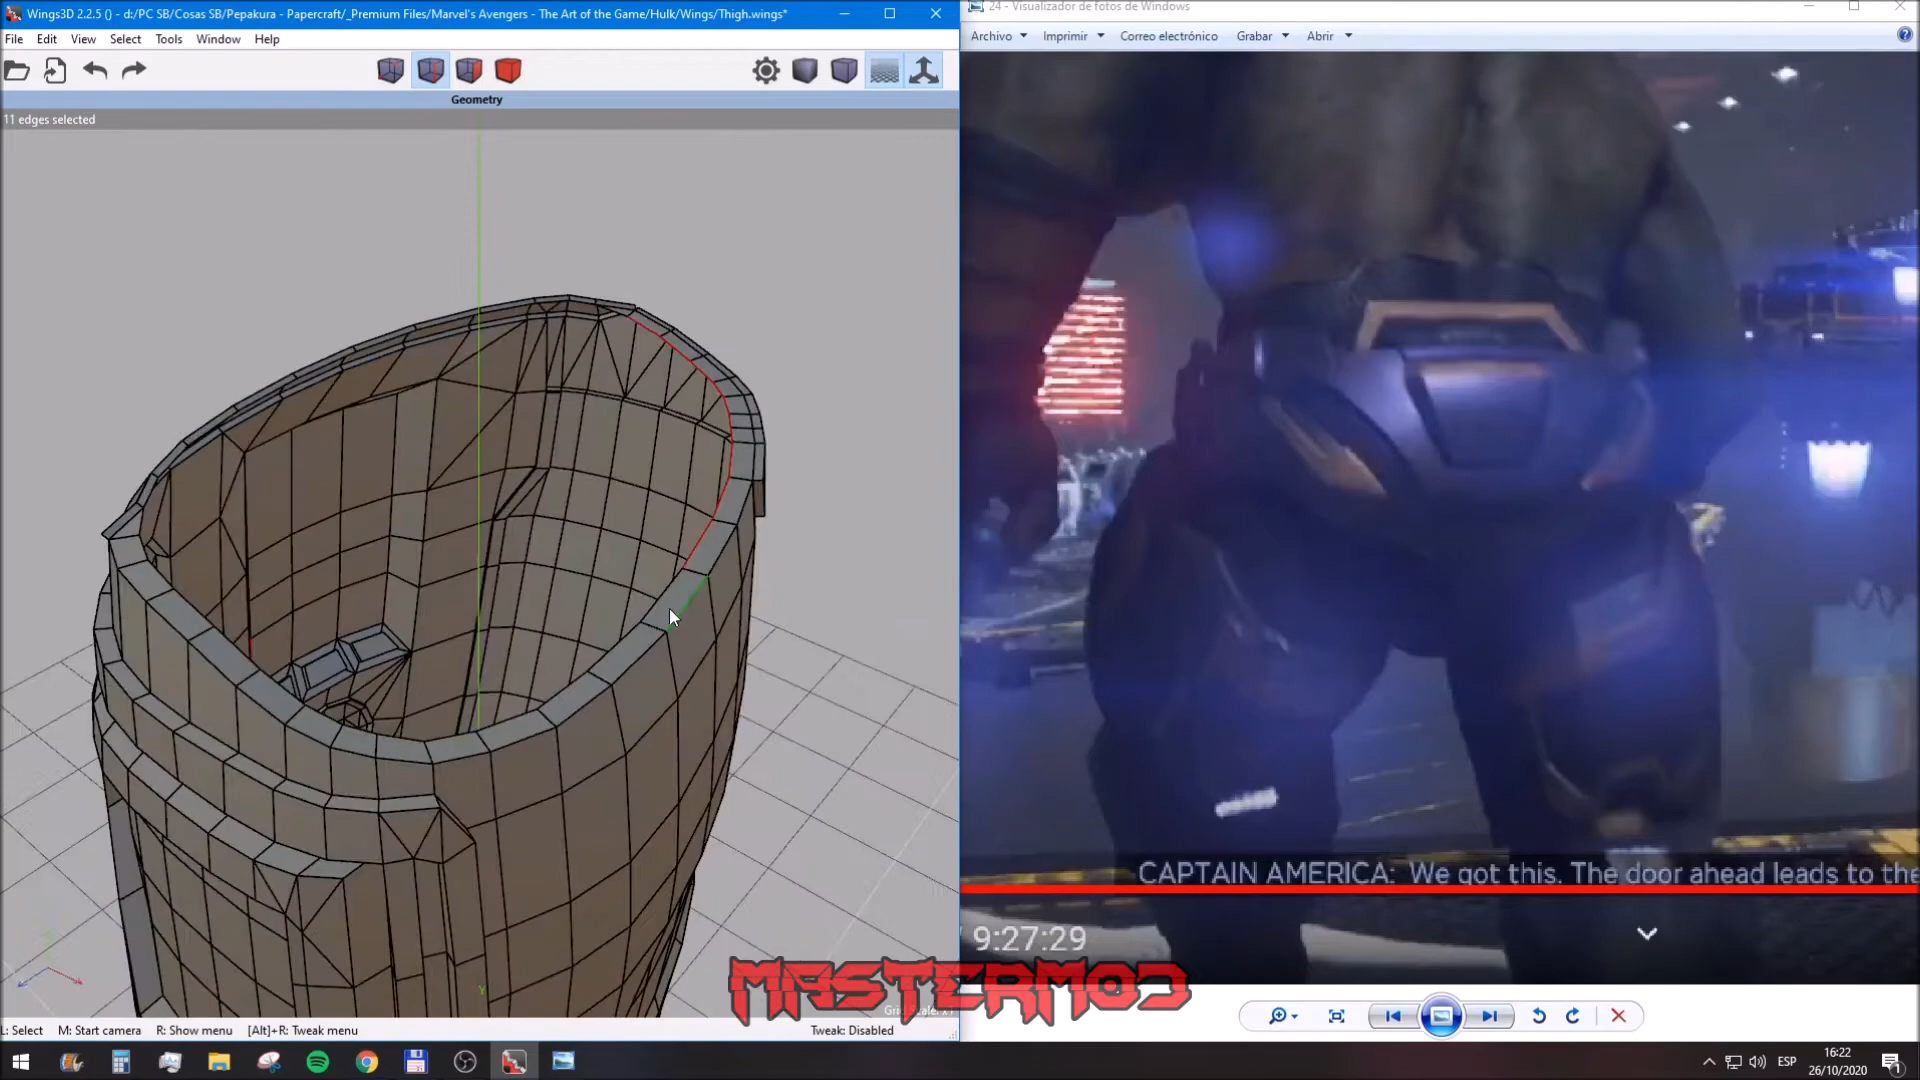 Wings3D 2.2.5 () - d:/PC SB/Cosas SB/Pepakura - Papercraft/_Premium Files/Marvel's Avengers - The Art of the Game/Hulk/Wings/Thigh.wings*
File Edit View Select Tools Window Help
Geometry
11 edges selected
L: Select M: Start camera R: Show menu [Alt]+R: Tweak menu
Tweak: Disabled
24 - Visualizador de fotos de Windows
Archivo Imprimir Correo electrónico Grabar Abrir
CAPTAIN AMERICA: We got this. The door ahead leads to the
9:27:29
MASTERMOD
Y
ESP
16:22
26/10/2020
1